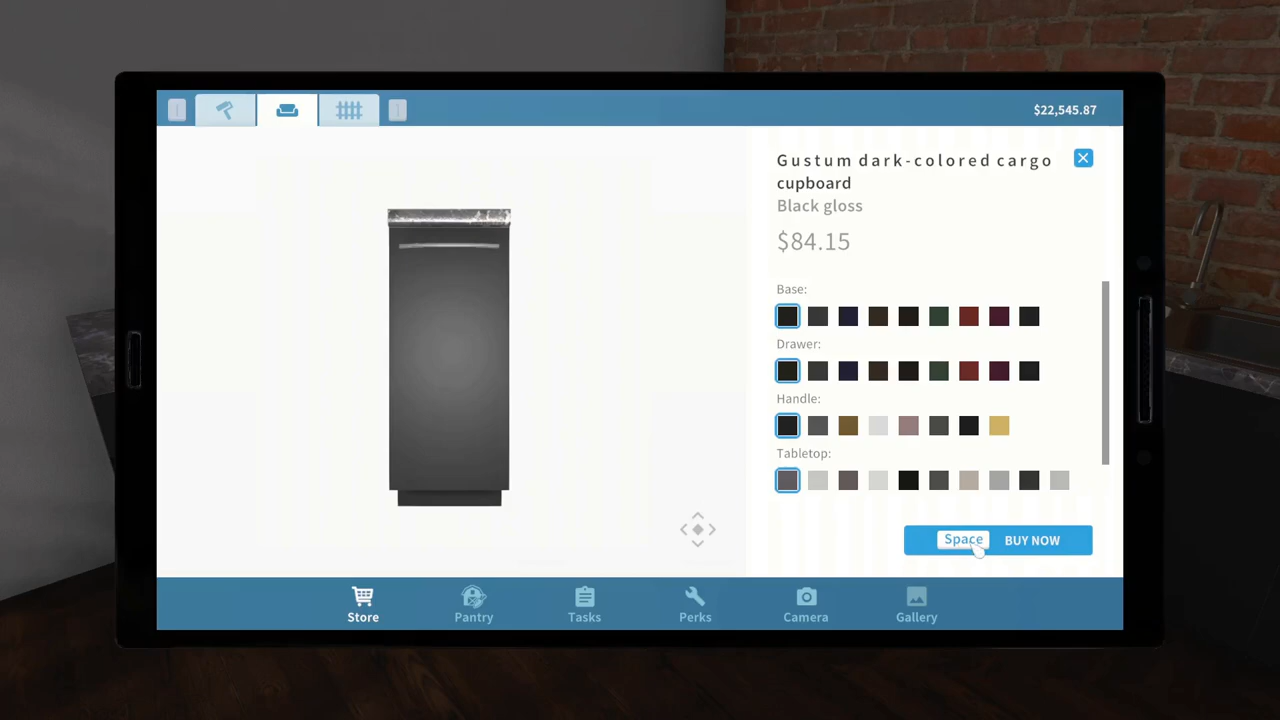 $22,545.87
Gustum dark-colored cargo
cupboard
Black gloss
$84.15
Base:
Drawer:
Handle:
Tabletop:
Space BUY NOW
Store Pantry Tasks Perks Camera Gallery